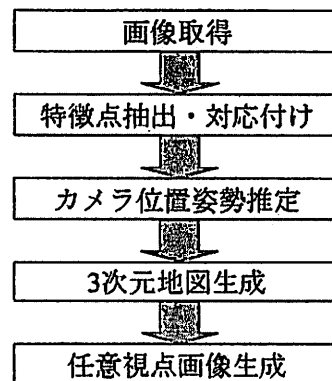 画像取得
特徴点抽出・対応付け
カメラ位置姿勢推定
3次元地図生成
任意視点画像生成